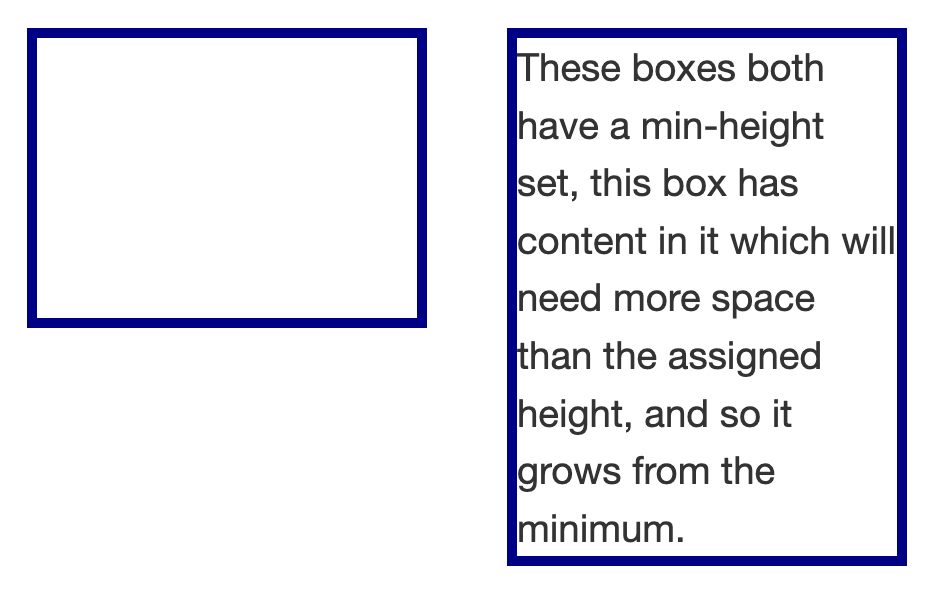 These boxes both
have a min-height
set, this box has
content in it which will
need more space
than the assigned
height, and so it
grows from the
minimum.